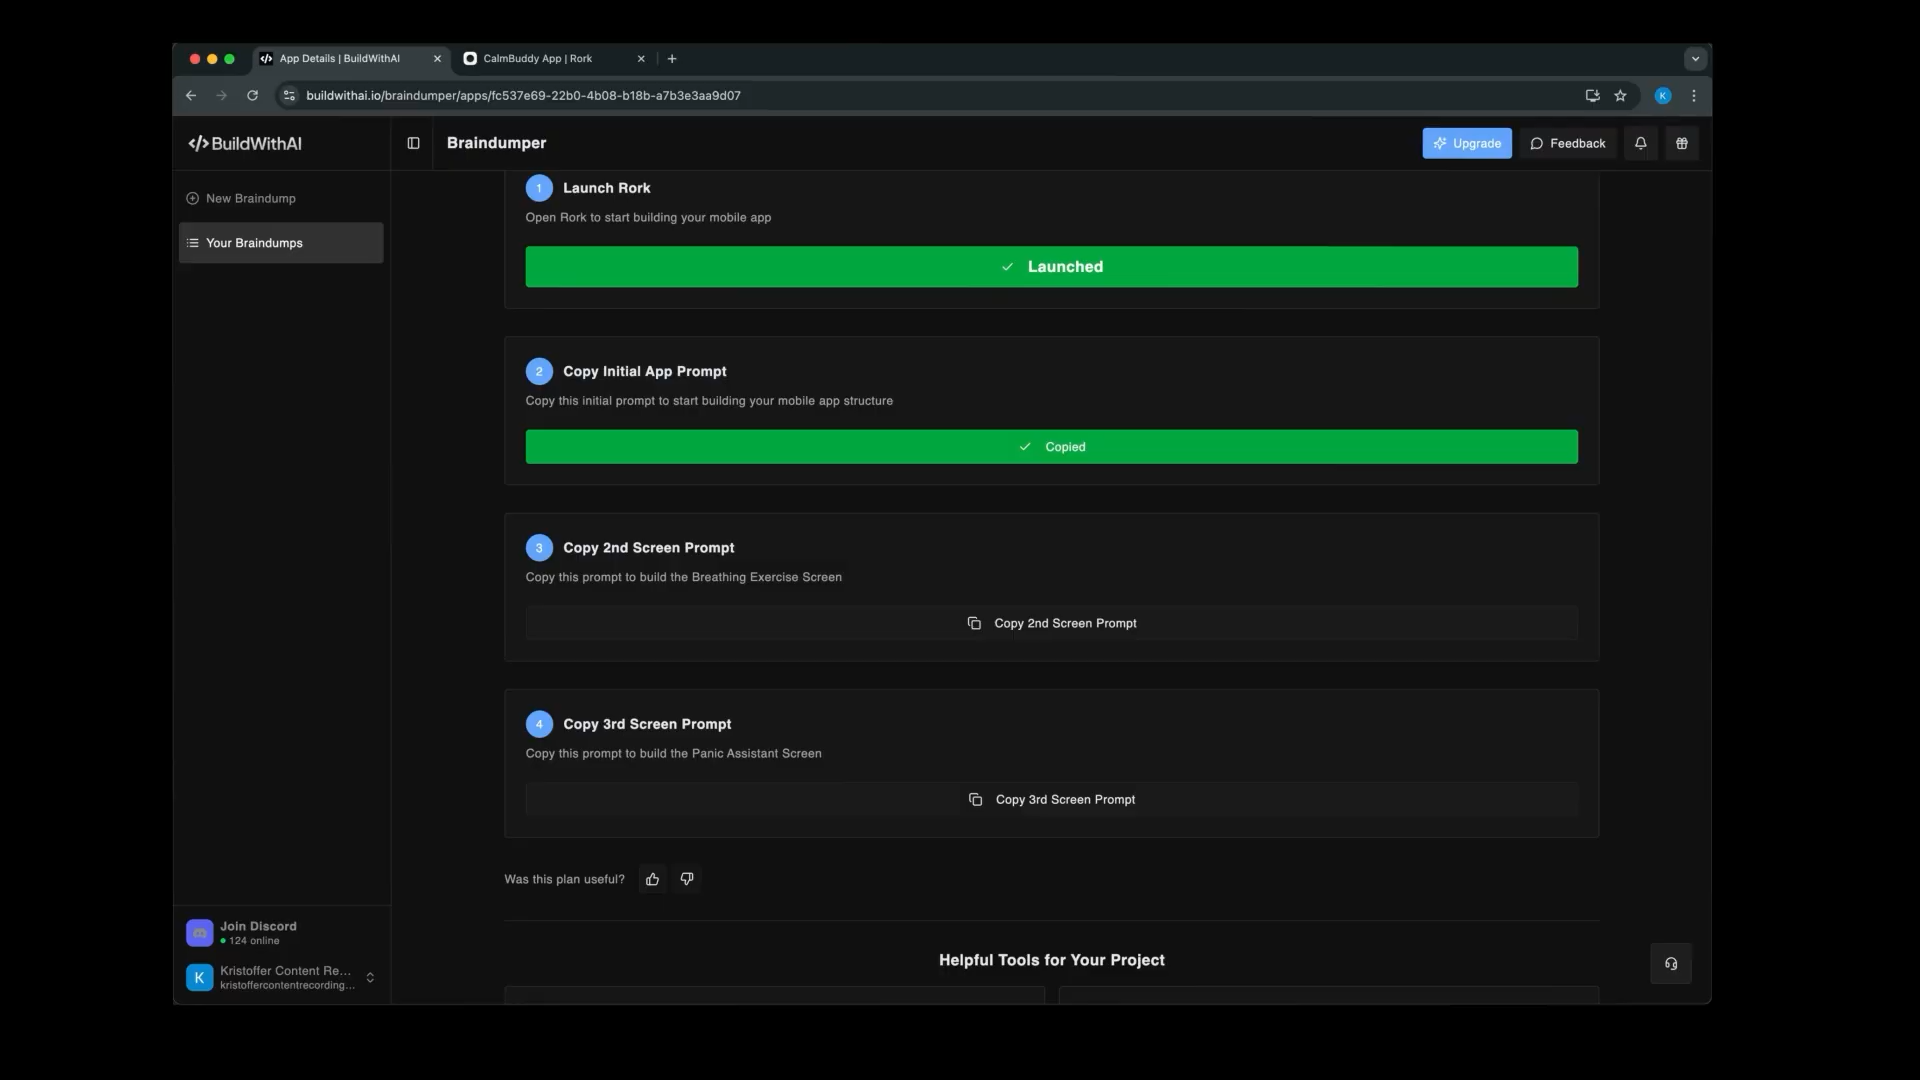 App Details | BuildWithAI
CalmBuddy App | Rork
buildwithai.io/braindumper/apps/fc537e69-22b0-4b08-b18b-a7b3e3aa9d07
K
</>BuildWithAI
Braindumper
Upgrade
Feedback
New Braindump
Your Braindumps
1 Launch Rork
Open Rork to start building your mobile app
Launched
2 Copy Initial App Prompt
Copy this initial prompt to start building your mobile app structure
Copied
3 Copy 2nd Screen Prompt
Copy this prompt to build the Breathing Exercise Screen
Copy 2nd Screen Prompt
4 Copy 3rd Screen Prompt
Copy this prompt to build the Panic Assistant Screen
Copy 3rd Screen Prompt
Was this plan useful?
Helpful Tools for Your Project
Join Discord
124 online
K
Kristoffer Content Re...
kristoffercontentrecording...